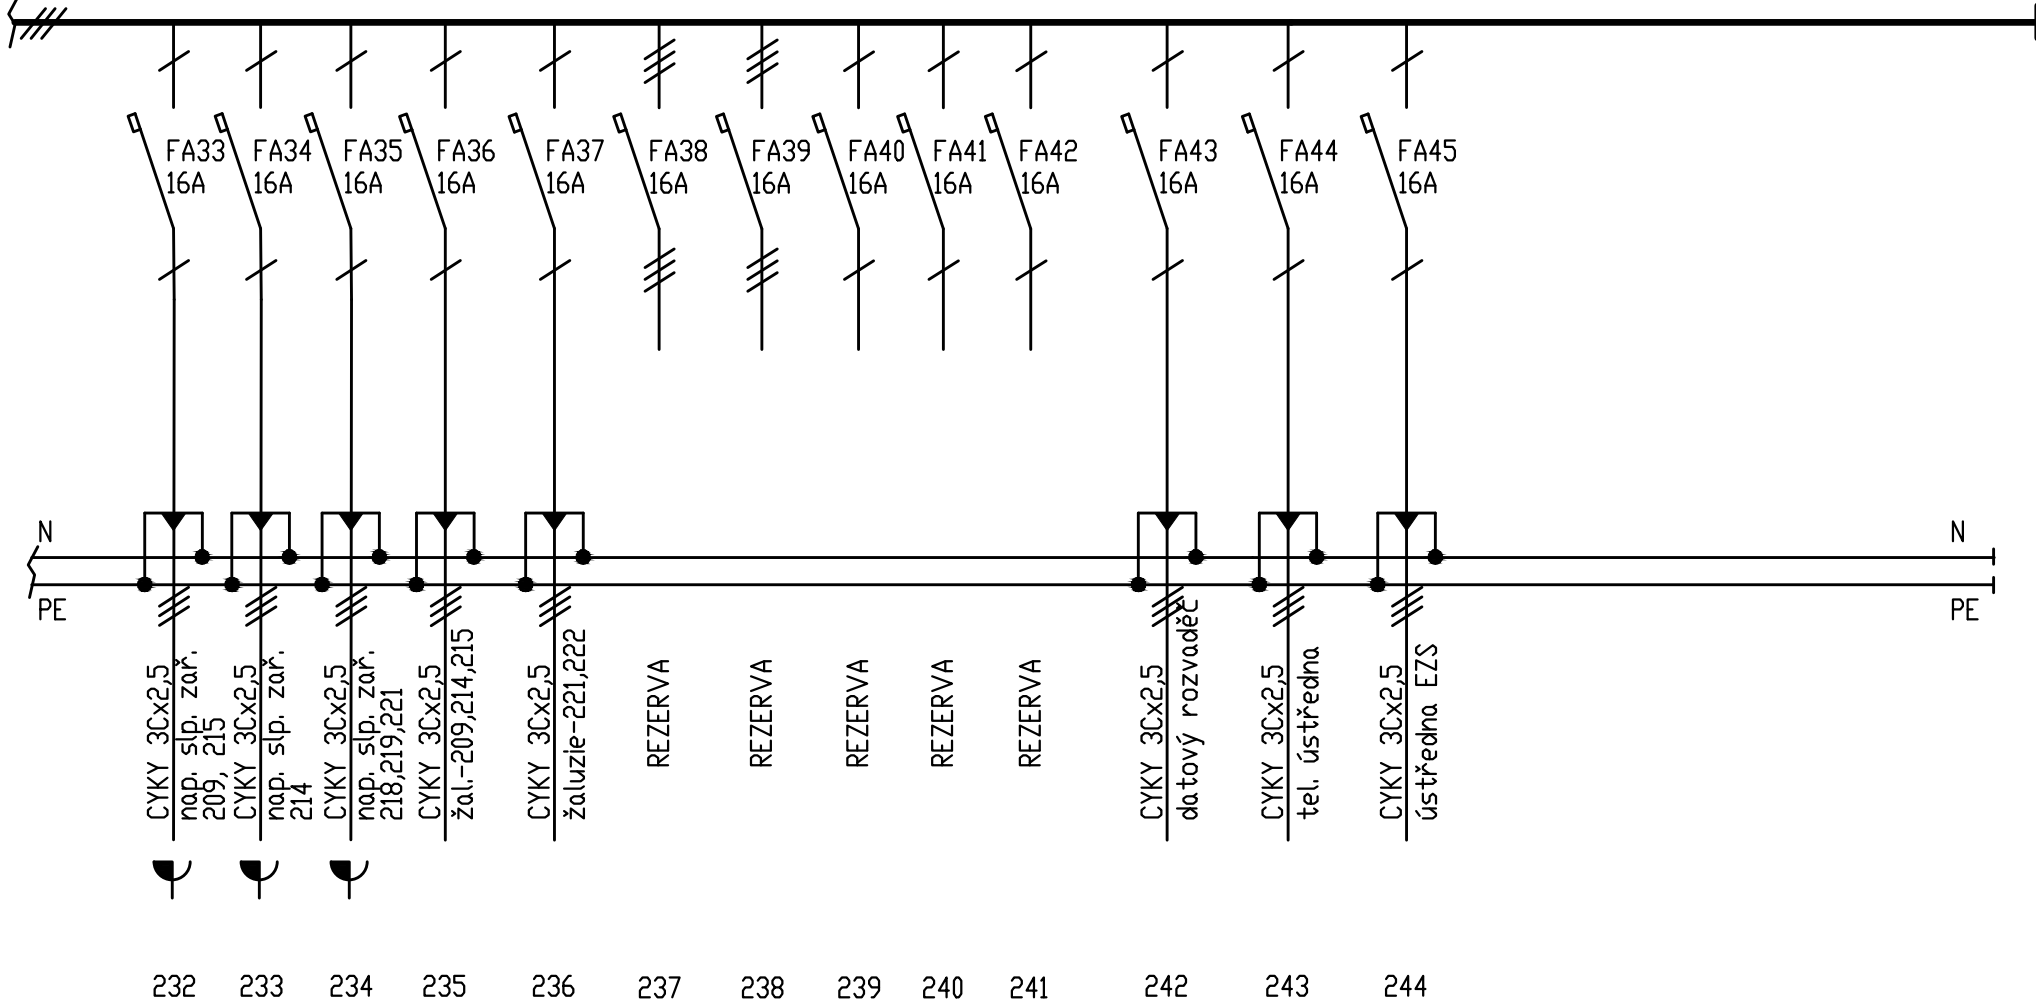 FA33
16A
FA34
16A
FA35
16A
FA36
16A
FA37
16A
FA38
16A
FA39
16A
FA40
16A
FA41
16A
FA42
16A
FA43
16A
FA44
16A
FA45
16A
N
N
PE
PE
CYKY 3Cx2,5
nap. slp. zař.
209, 215
CYKY 3Cx2,5
nap. slp. zař.
214
CYKY 3Cx2,5
nap. slp. zař.
218,219,221
CYKY 3Cx2,5
žal.-209,214,215
CYKY 3Cx2,5
žaluzie-221,222
REZERVA
REZERVA
REZERVA
REZERVA
REZERVA
CYKY 3Cx2,5
datový rozvaděč
CYKY 3Cx2,5
tel. ústředna
CYKY 3Cx2,5
ústředna EZS
232
233
234
235
236
237
238
239
240
241
242
243
244